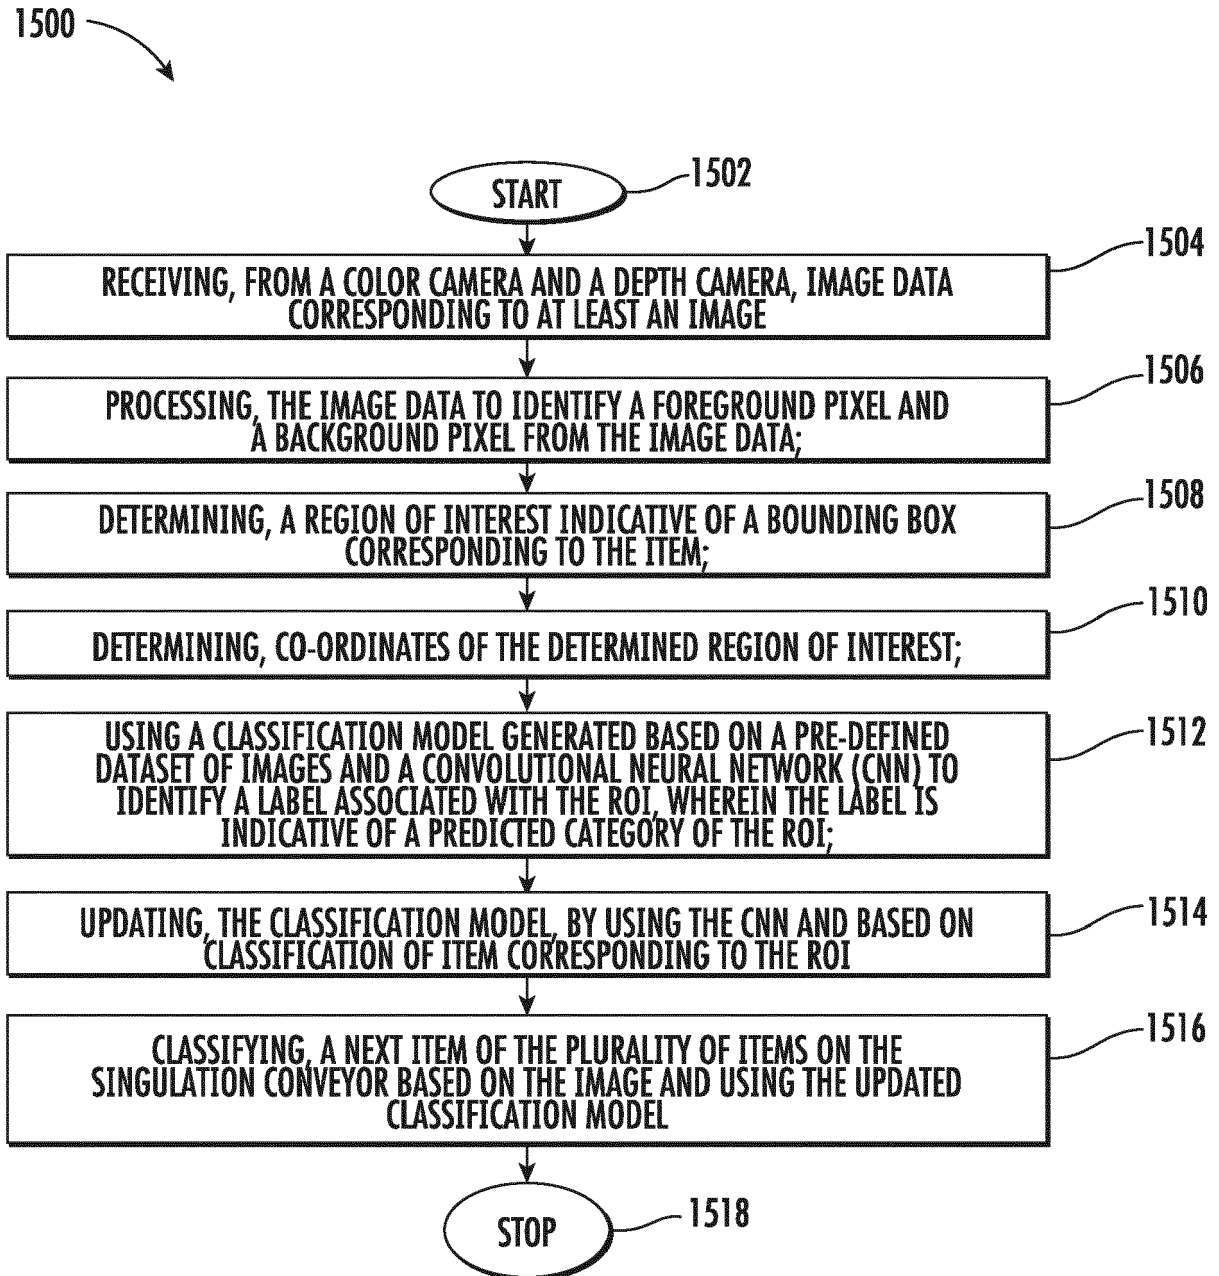 1500
START
1502
1504
RECEIVING, FROM A COLOR CAMERA AND A DEPTH CAMERA, IMAGE DATA
CORRESPONDING TO AT LEAST AN IMAGE
1506
PROCESSING, THE IMAGE DATA TO IDENTIFY A FOREGROUND PIXEL AND
A BACKGROUND PIXEL FROM THE IMAGE DATA;
1508
DETERMINING, A REGION OF INTEREST INDICATIVE OF A BOUNDING BOX
CORRESPONDING TO THE ITEM;
1510
DETERMINING, CO-ORDINATES OF THE DETERMINED REGION OF INTEREST;
1512
USING A CLASSIFICATION MODEL GENERATED BASED ON A PRE-DEFINED
DATASET OF IMAGES AND A CONVOLUTIONAL NEURAL NETWORK (CNN) TO
IDENTIFY A LABEL ASSOCIATED WITH THE ROI, WHEREIN THE LABEL IS
INDICATIVE OF A PREDICTED CATEGORY OF THE ROI;
1514
UPDATING, THE CLASSIFICATION MODEL, BY USING THE CNN AND BASED ON
CLASSIFICATION OF ITEM CORRESPONDING TO THE ROI
1516
CLASSIFYING, A NEXT ITEM OF THE PLURALITY OF ITEMS ON THE
SINGULATION CONVEYOR BASED ON THE IMAGE AND USING THE UPDATED
CLASSIFICATION MODEL
STOP
1518